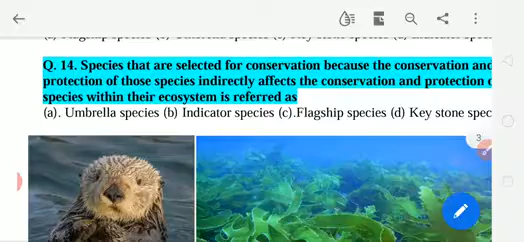 Q. 14. Species that are selected for conservation because the conservation and
protection of those species indirectly affects the conservation and protection
species within their ecosystem is referred as
(a). Umbrella species (b) Indicator species (c).Flagship species (d) Key stone spec
3